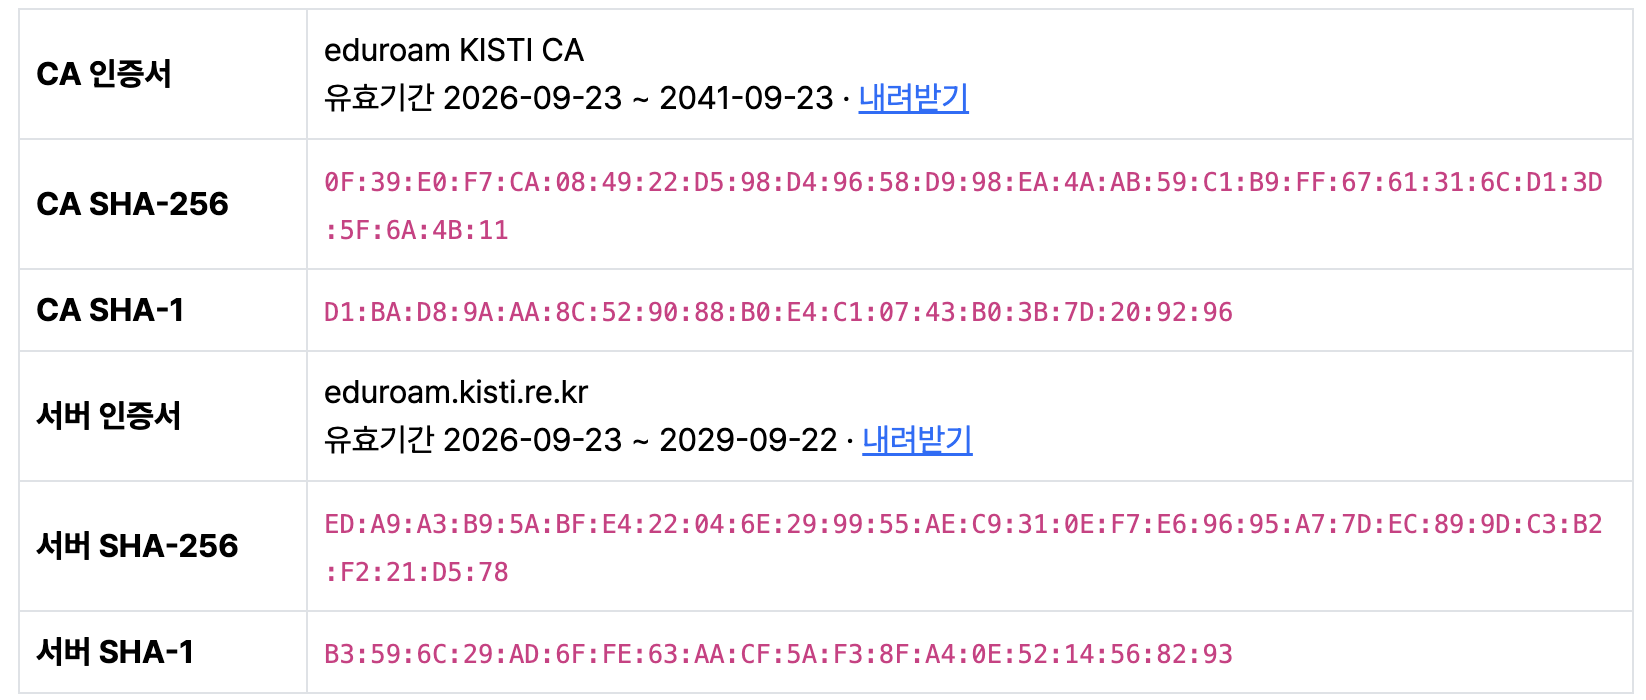 CA 인증서
eduroam KISTI CA
유효기간 2026-09-23 ~ 2041-09-23 · 내려받기
CA SHA-256
0F:39:E0:F7:CA:08:49:22:D5:98:D4:96:58:D9:98:EA:4A:AB:59:C1:B9:FF:67:61:31:6C:D1:3D
:5F:6A:4B:11
CA SHA-1
D1:BA:D8:9A:AA:8C:52:90:88:B0:E4:C1:07:43:B0:3B:7D:20:92:96
서버 인증서
eduroam.kisti.re.kr
유효기간 2026-09-23 ~ 2029-09-22 · 내려받기
서버 SHA-256
ED:A9:A3:B9:5A:BF:E4:22:04:6E:29:99:55:AE:C9:31:0E:F7:E6:96:95:A7:7D:EC:89:9D:C3:B2
:F2:21:D5:78
서버 SHA-1
B3:59:6C:29:AD:6F:FE:63:AA:CF:5A:F3:8F:A4:0E:52:14:56:82:93